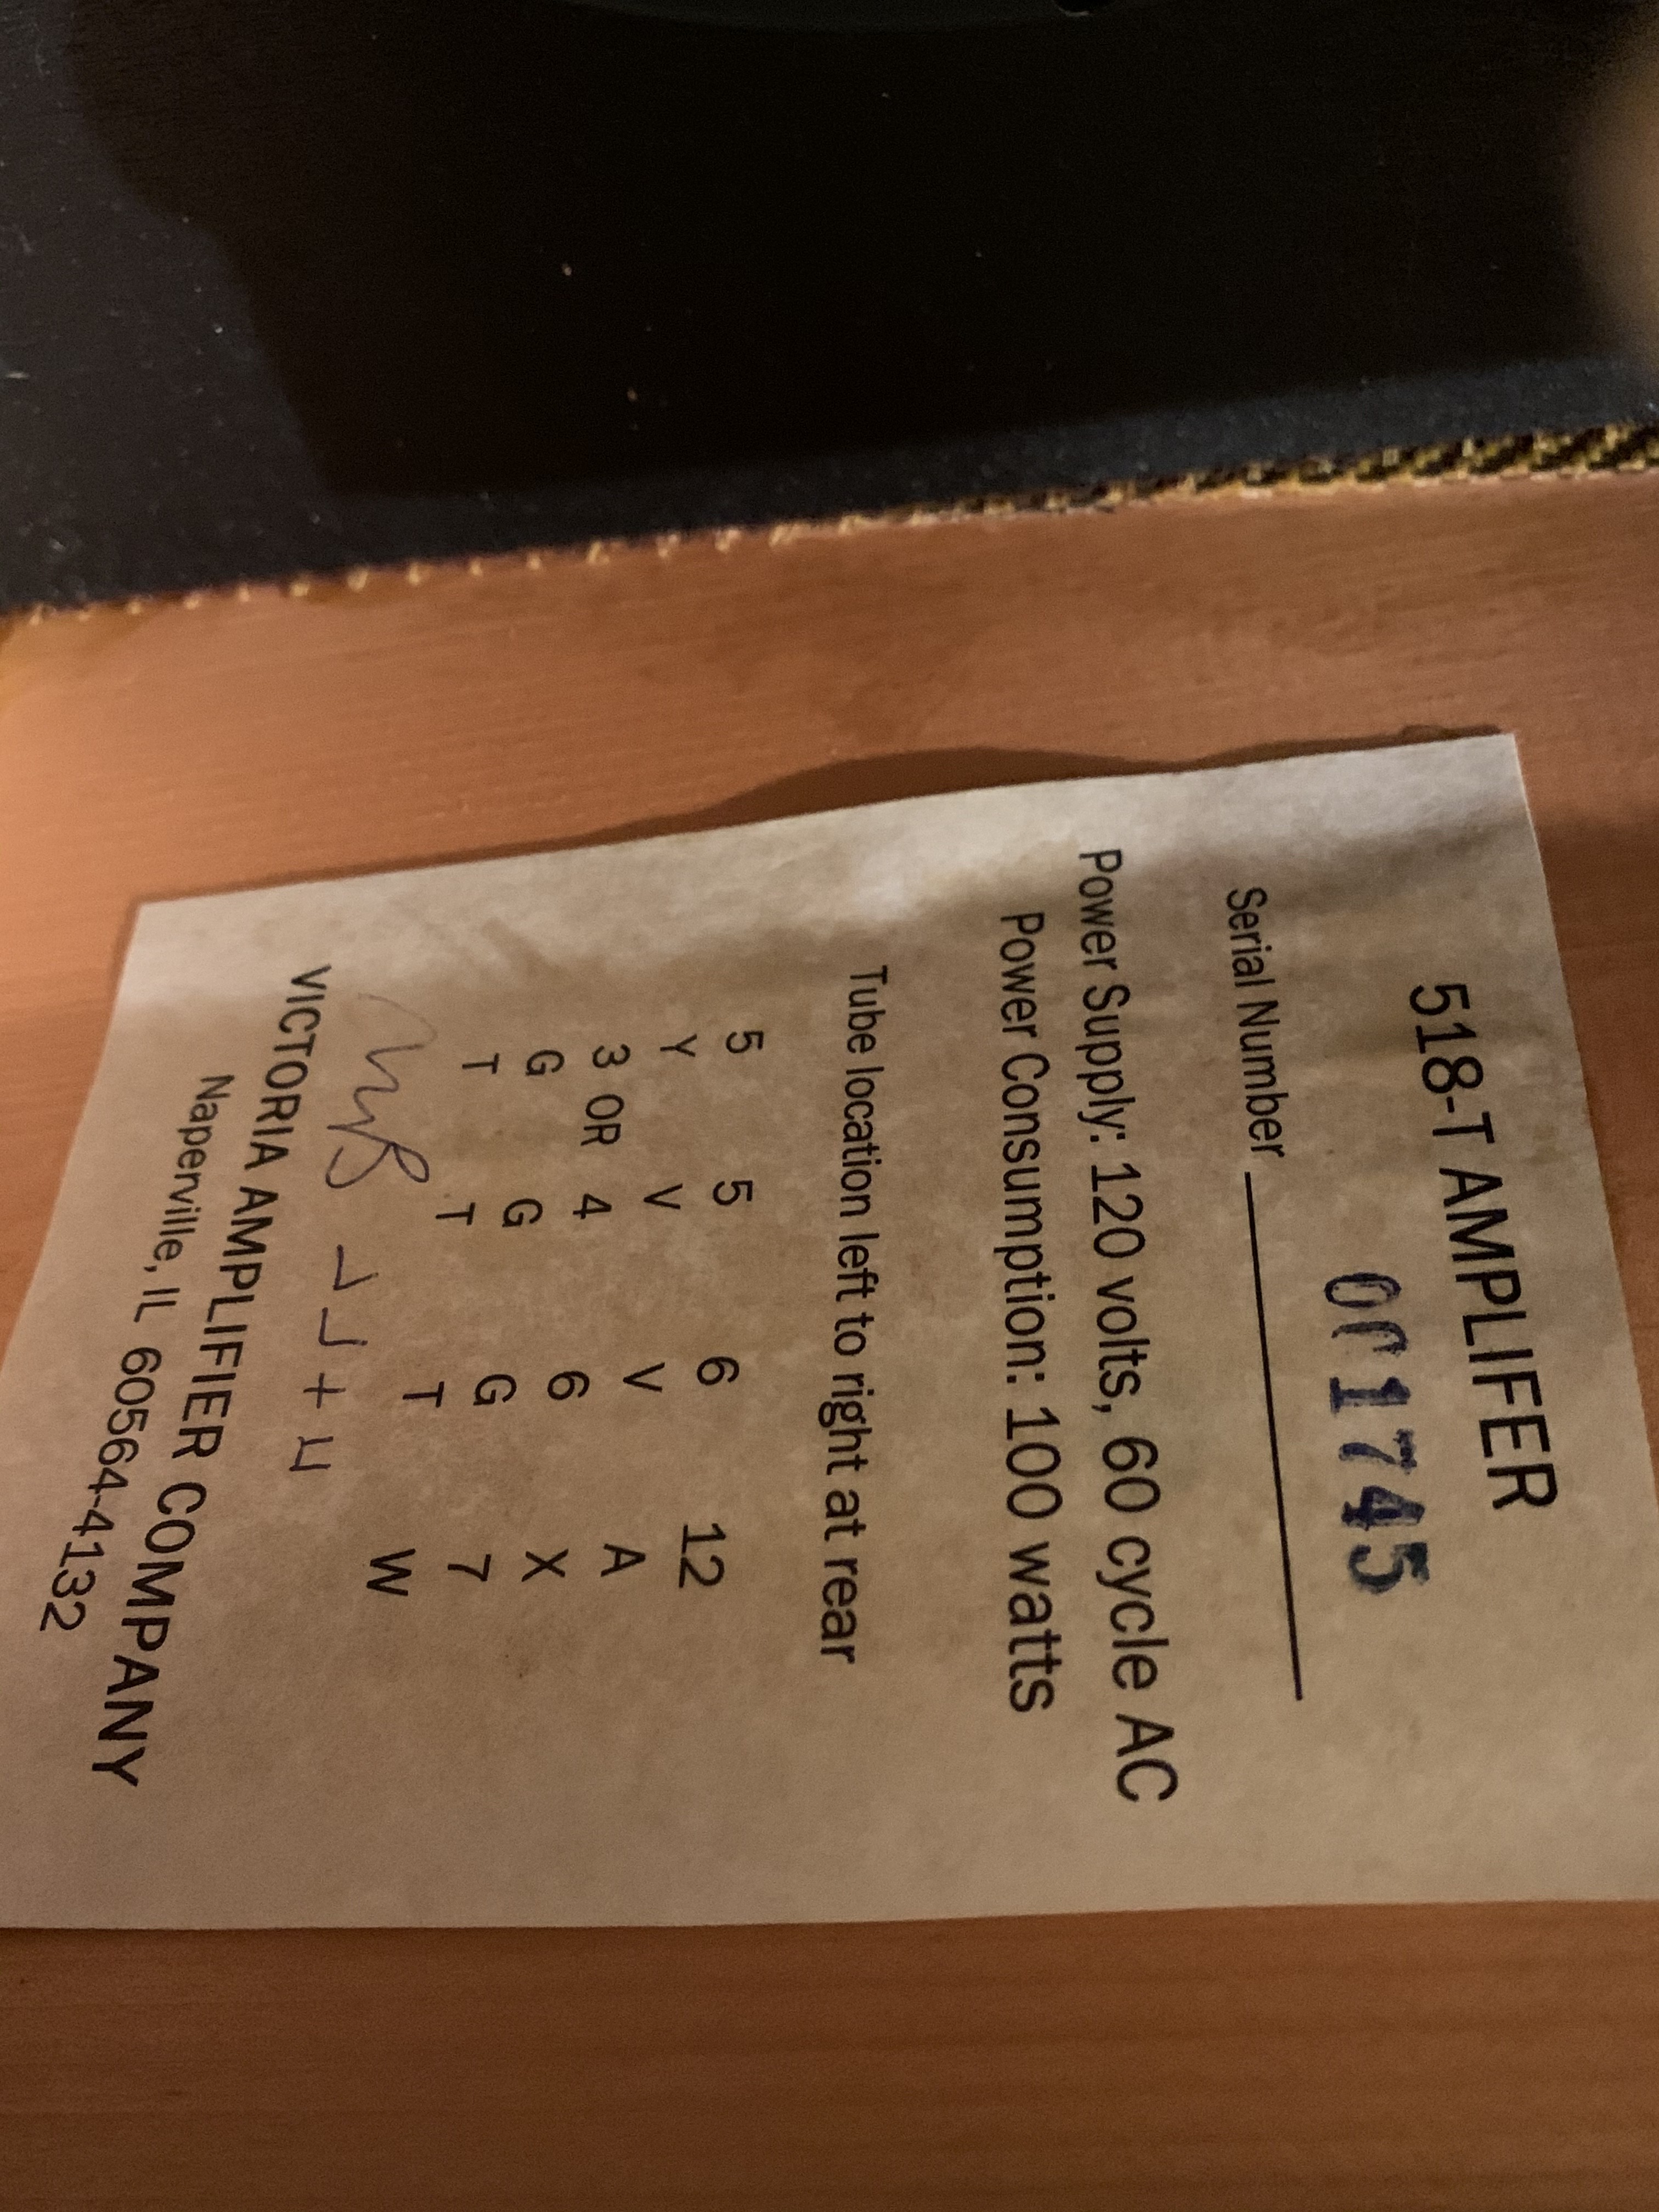 518-T AMPLIFER
001745
Serial Number
Power Supply: 120 volts, 60 cycle AC
Power Consumption: 100 watts
Tube location left to right at rear
5 5 6 12
Y V V A
3 OR 4 6 X
G G G 7
T T T W
VICTORIA AMPLIFIER COMPANY
Naperville, IL 60564-4132